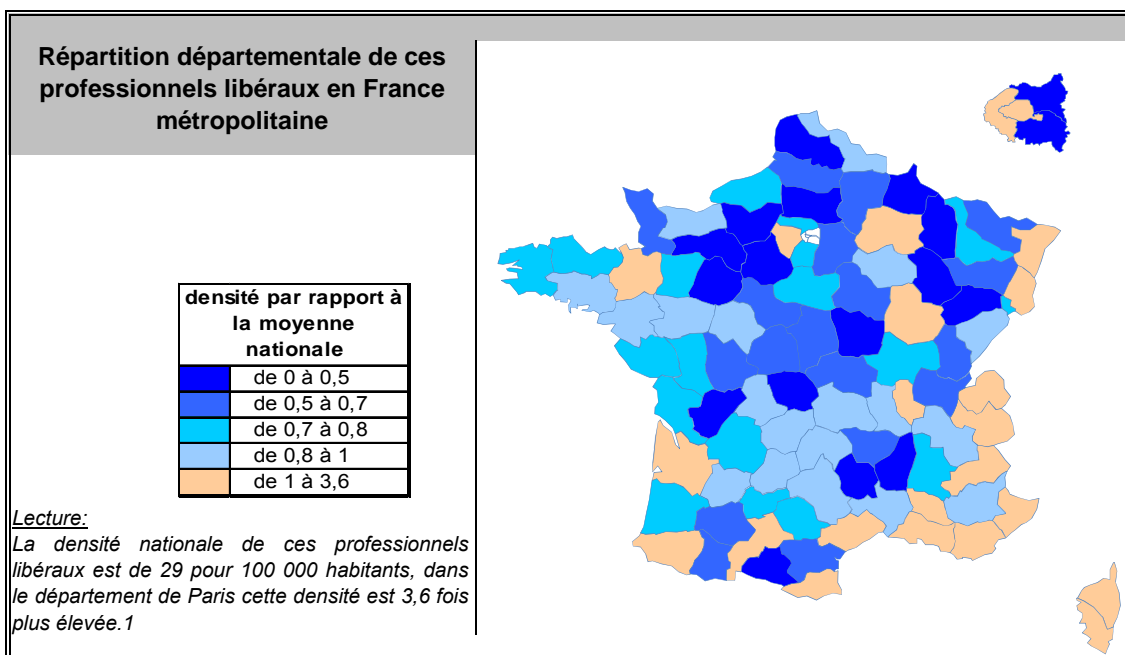 Répartition départementale de ces
professionnels libéraux en France
métropolitaine
densité par rapport à
la moyenne
nationale
de 0 à 0,5
de 0,5 à 0,7
de 0,7 à 0,8
de 0,8 à 1
de 1 à 3,6
Lecture:
La densité nationale de ces professionnels
libéraux est de 29 pour 100 000 habitants, dans
le département de Paris cette densité est 3,6 fois
plus élevée.1